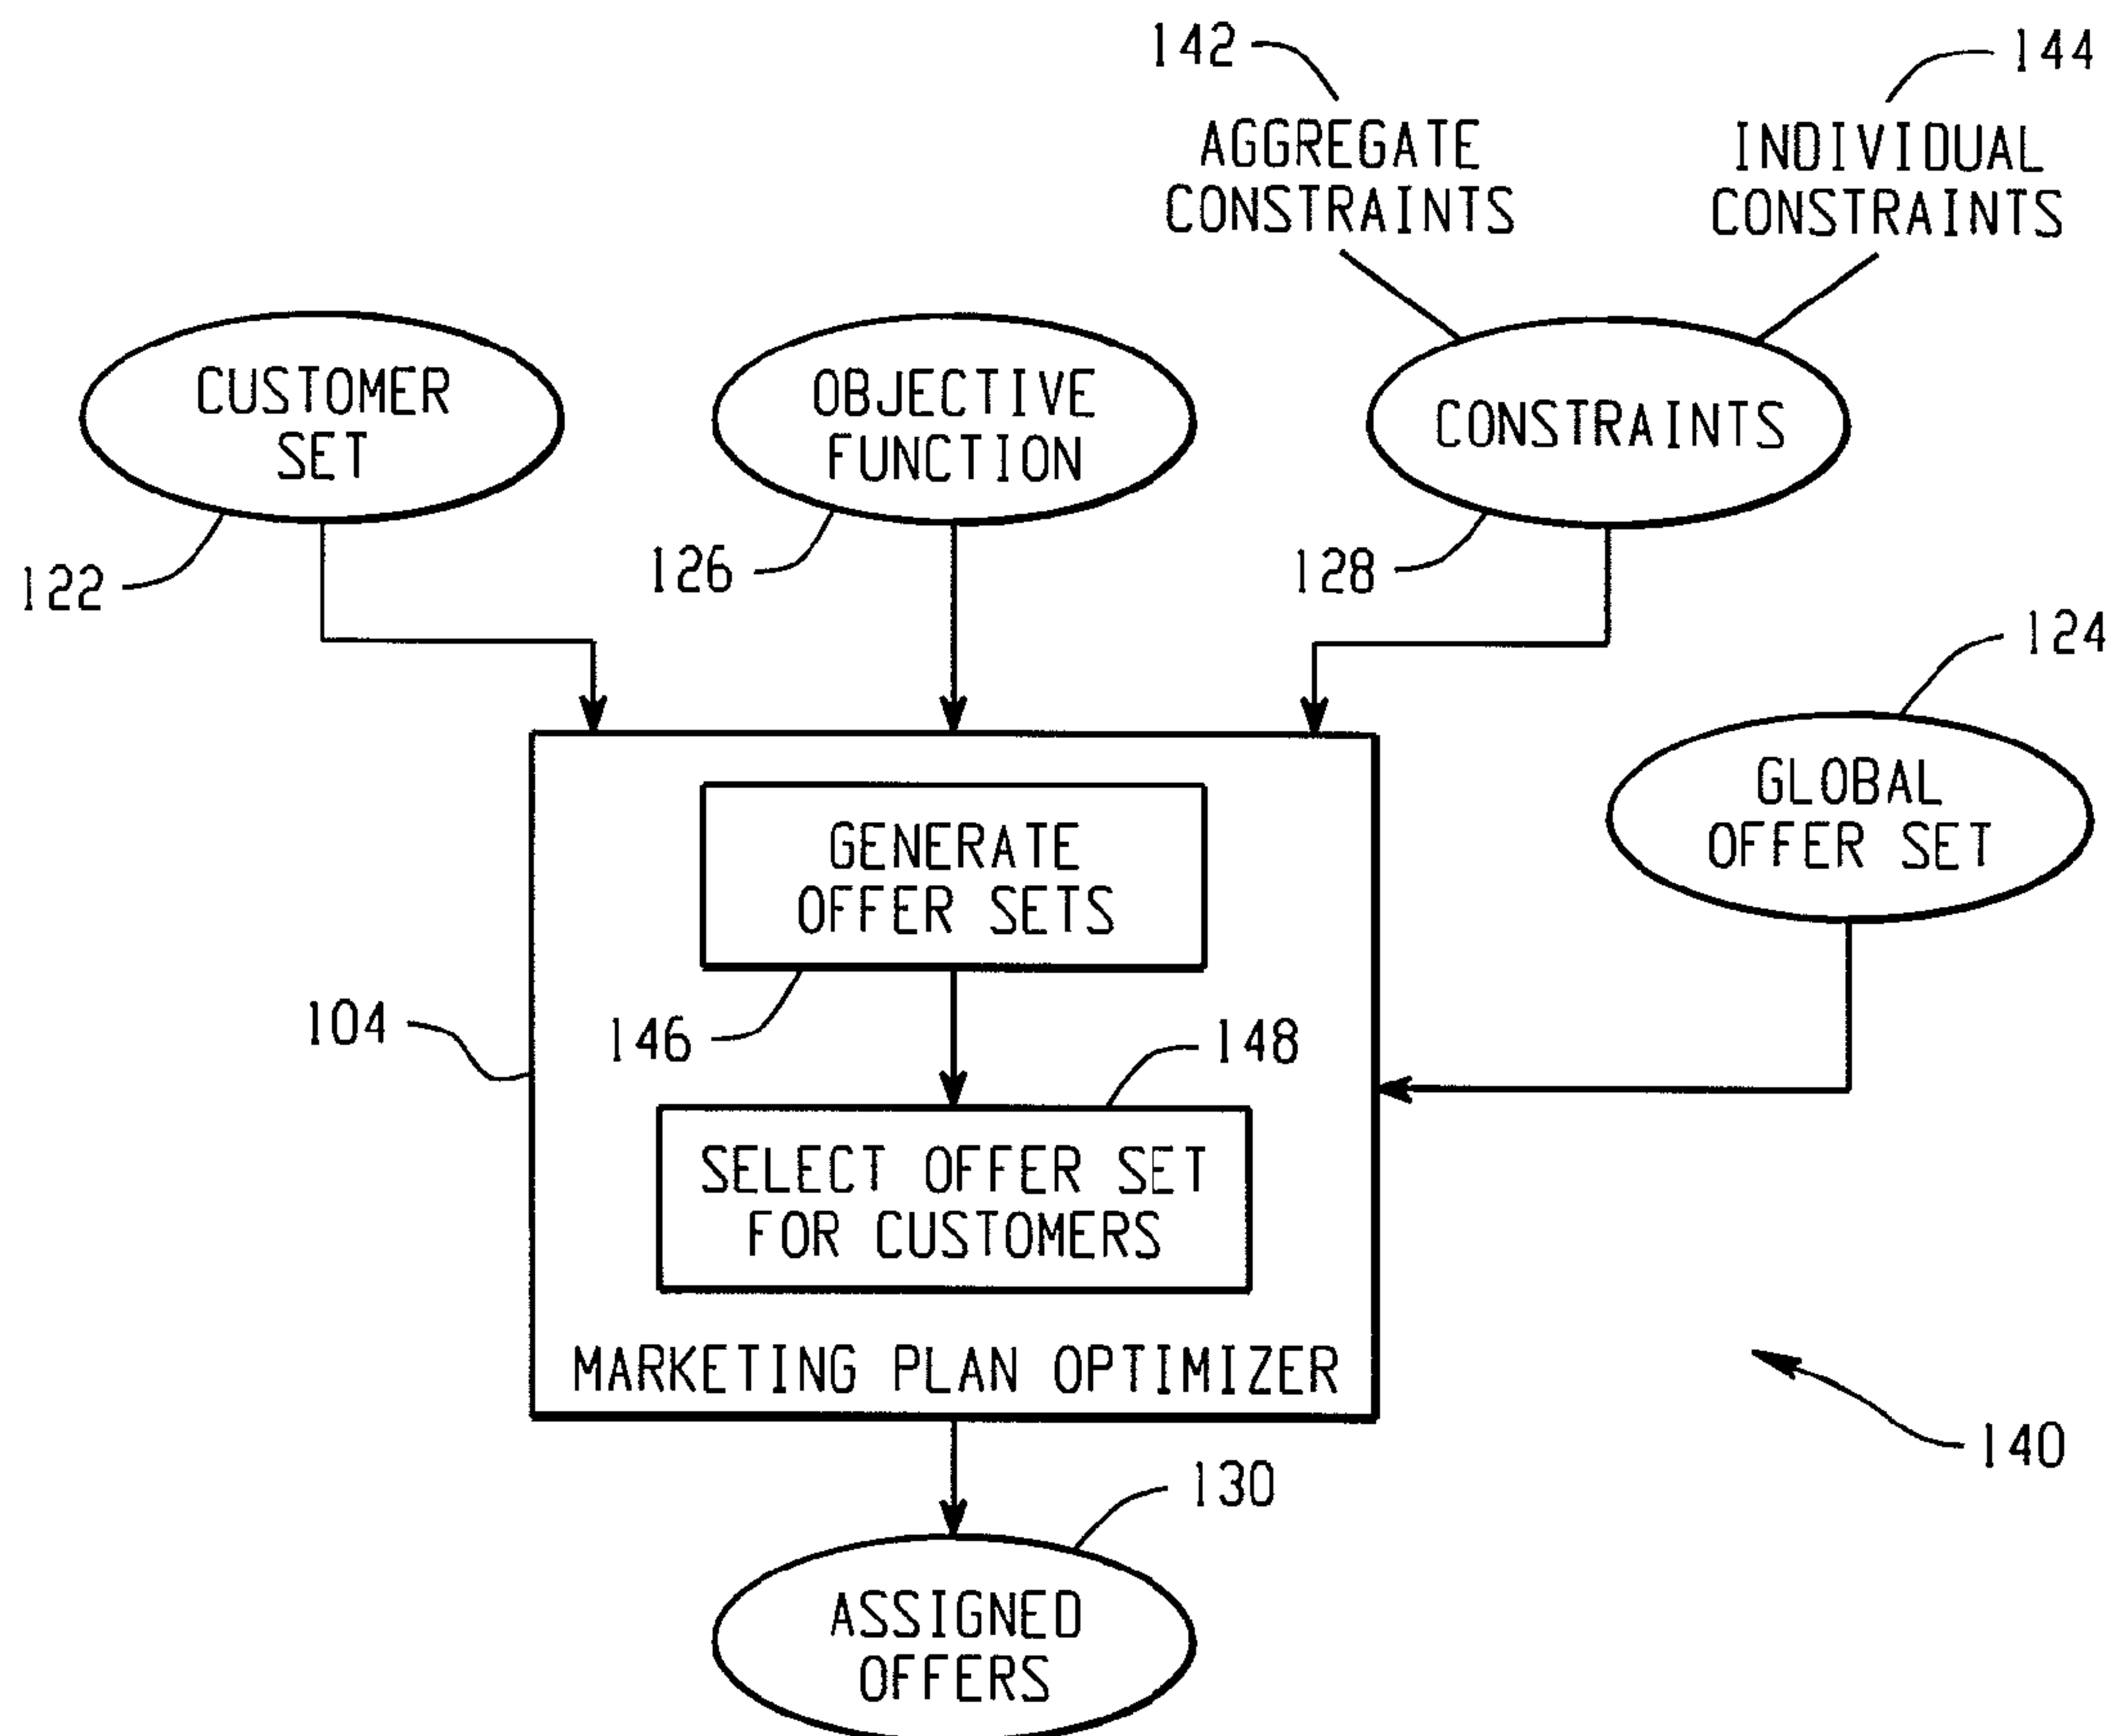 142
144
AGGREGATE
CONSTRAINTS
INDIVIDUAL
CONSTRAINTS
CUSTOMER
SET
OBJECTIVE
FUNCTION
CONSTRAINTS
122
126
128
124
GLOBAL
OFFER SET
GENERATE
OFFER SETS
104
146
148
SELECT OFFER SET
FOR CUSTOMERS
MARKETING PLAN OPTIMIZER
140
130
ASSIGNED
OFFERS